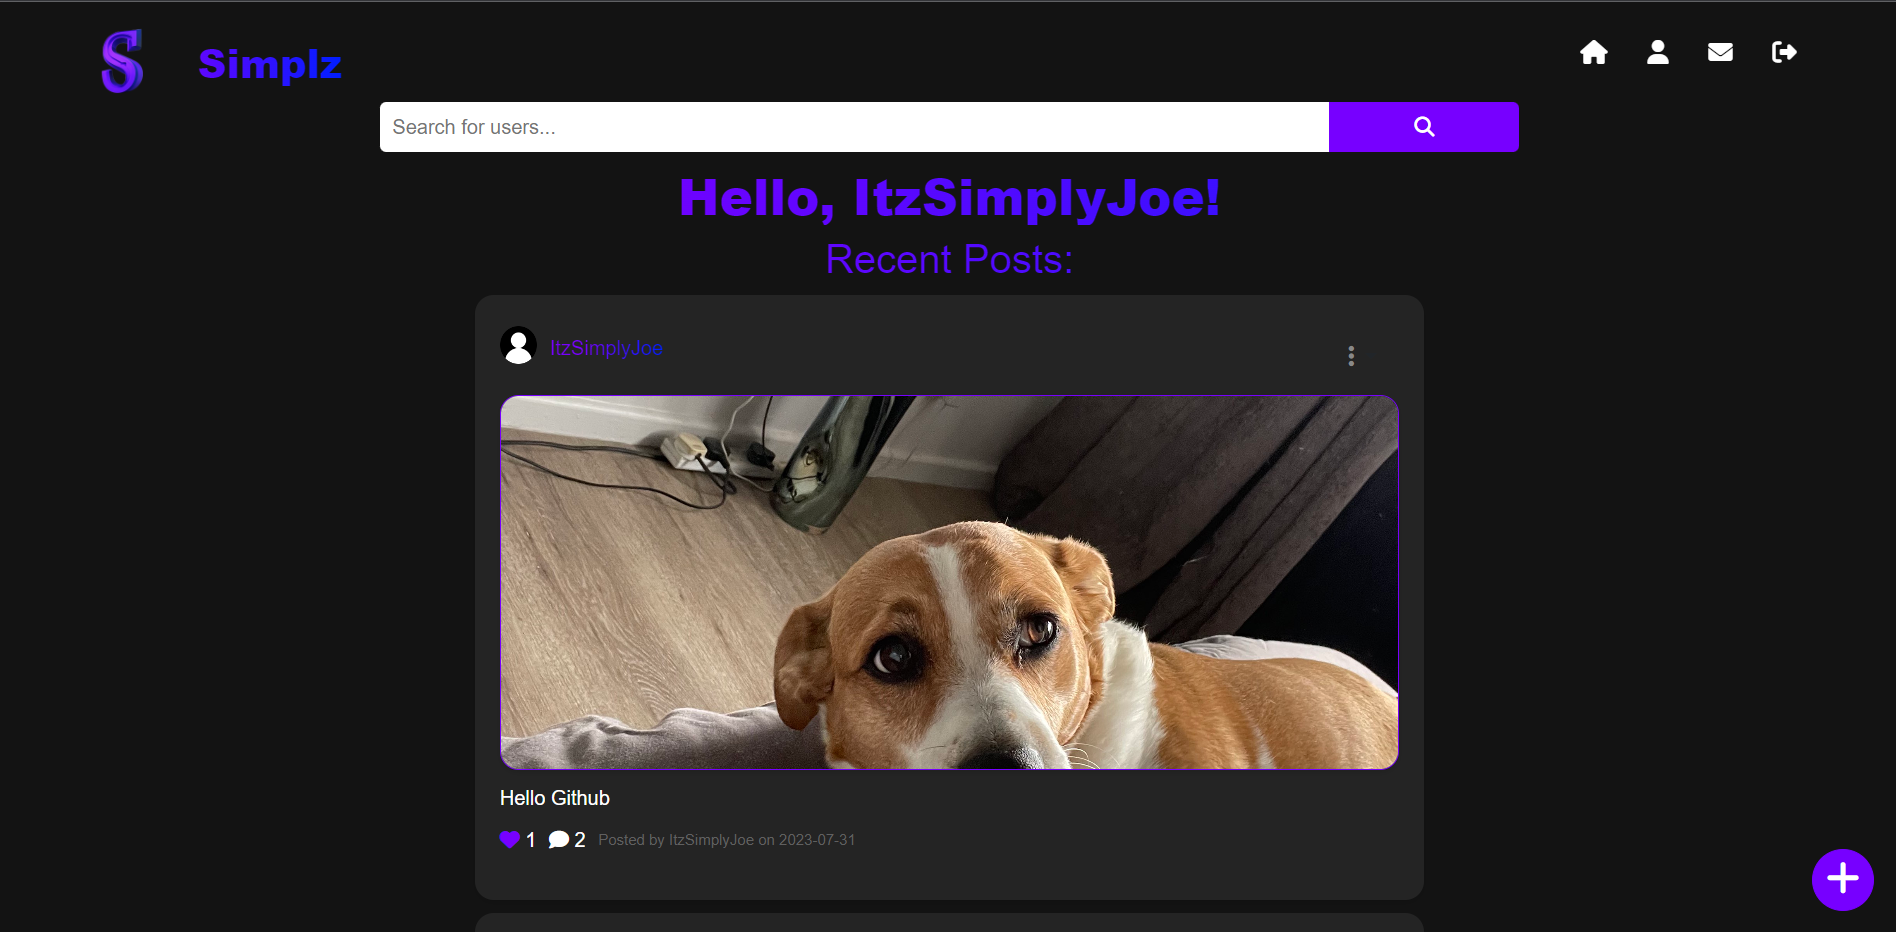 S
Simplz
Search for users...
Hello, ItzSimplyJoe!
Recent Posts:
ItzSimplyJoe
Hello Github
1 2 Posted by ItzSimplyJoe on 2023-07-31